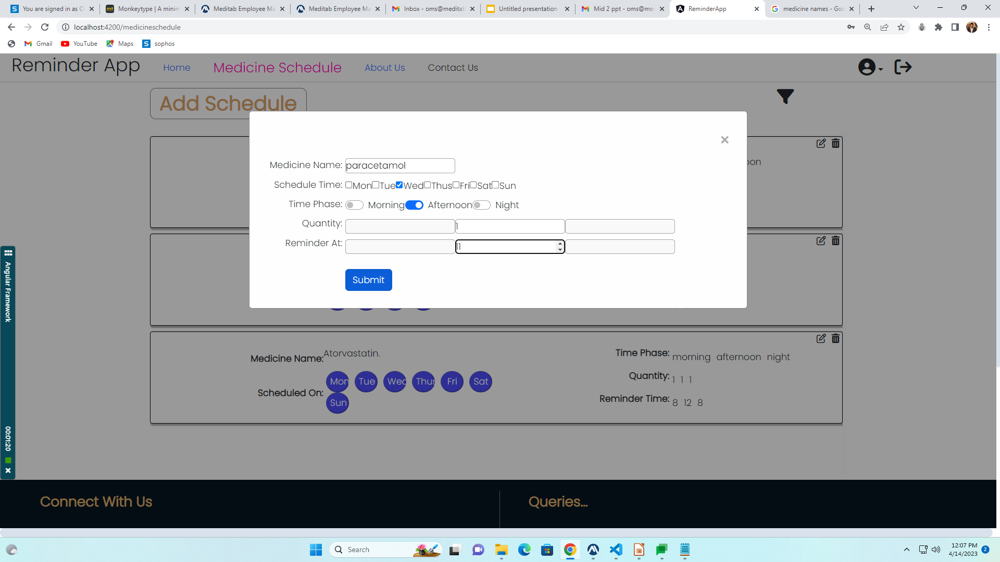 You are signed in as O
Monkeytype | A minim
Meditab Employee Ma
Meditab Employee Ma
Inbox - oms@meditab
Untitled presentation
Mid 2 ppt - oms@med
ReminderApp
medicine names - Goo
localhost:4200/medicineschedule
Gmail
YouTube
Maps
sophos
Reminder App
Home
Medicine Schedule
About Us
Contact Us
Add Schedule
×
Medicine Name: paracetamol
Schedule Time: Mon Tue Wed Thus Fri Sat Sun
Time Phase: Morning Afternoon Night
Quantity: 1
Reminder At: 11
Submit
oon
Medicine Name: Atorvastatin.
Scheduled On: Mon Tue Wed Thus Fri Sat
Sun
Time Phase: morning afternoon night
Quantity: 1 1 1
Reminder Time: 8 12 8
Angular Framework
00:01:20
Connect With Us
Queries...
Search
12:07 PM
4/14/2023
2